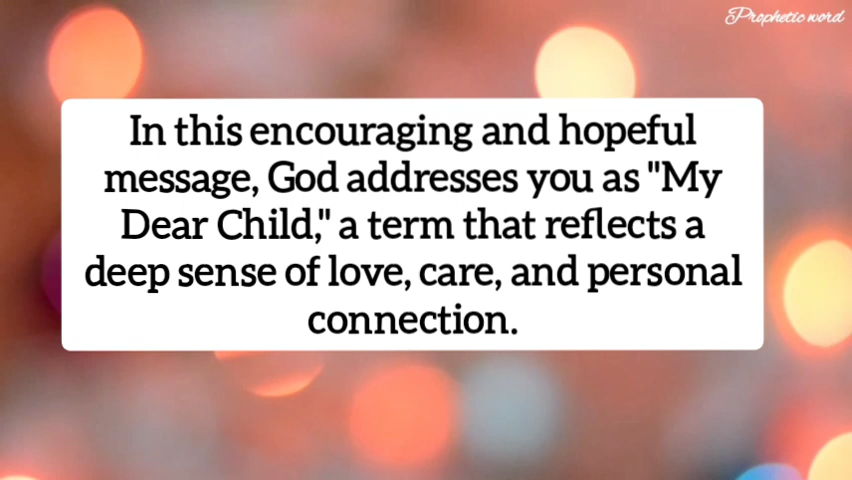 Prophetic word
In this encouraging and hopeful
message, God addresses you as "My
Dear Child," a term that reflects a
deep sense of love, care, and personal
connection.